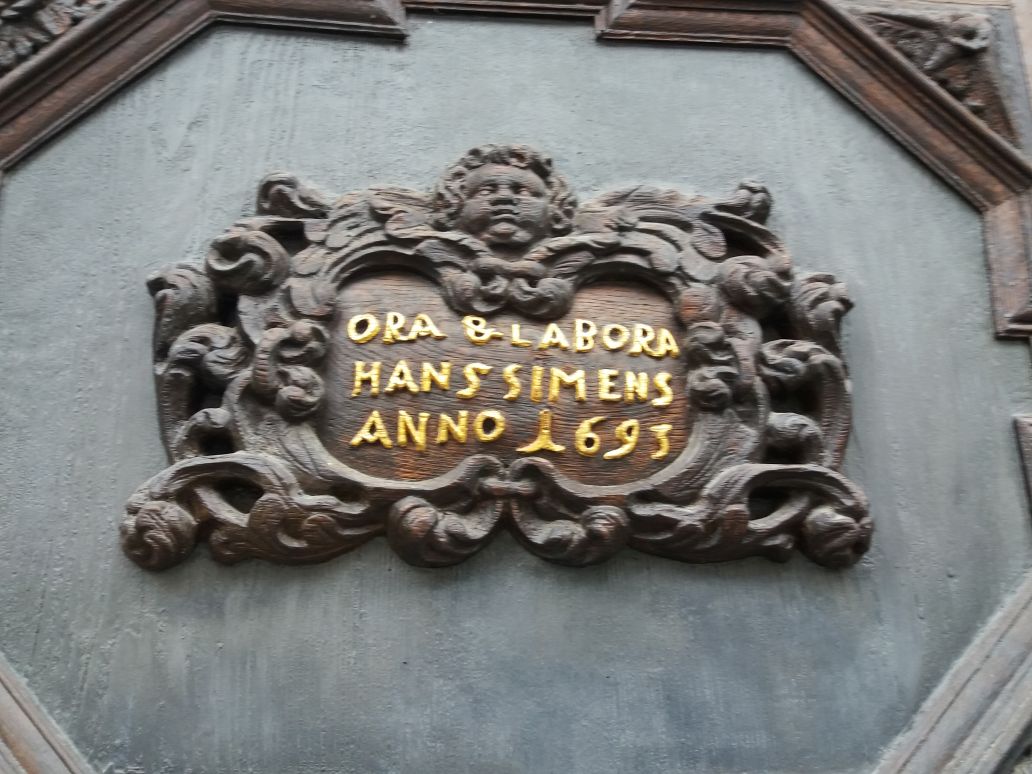 ORA & LABORA
HANS SIMENS
ANNO 1693